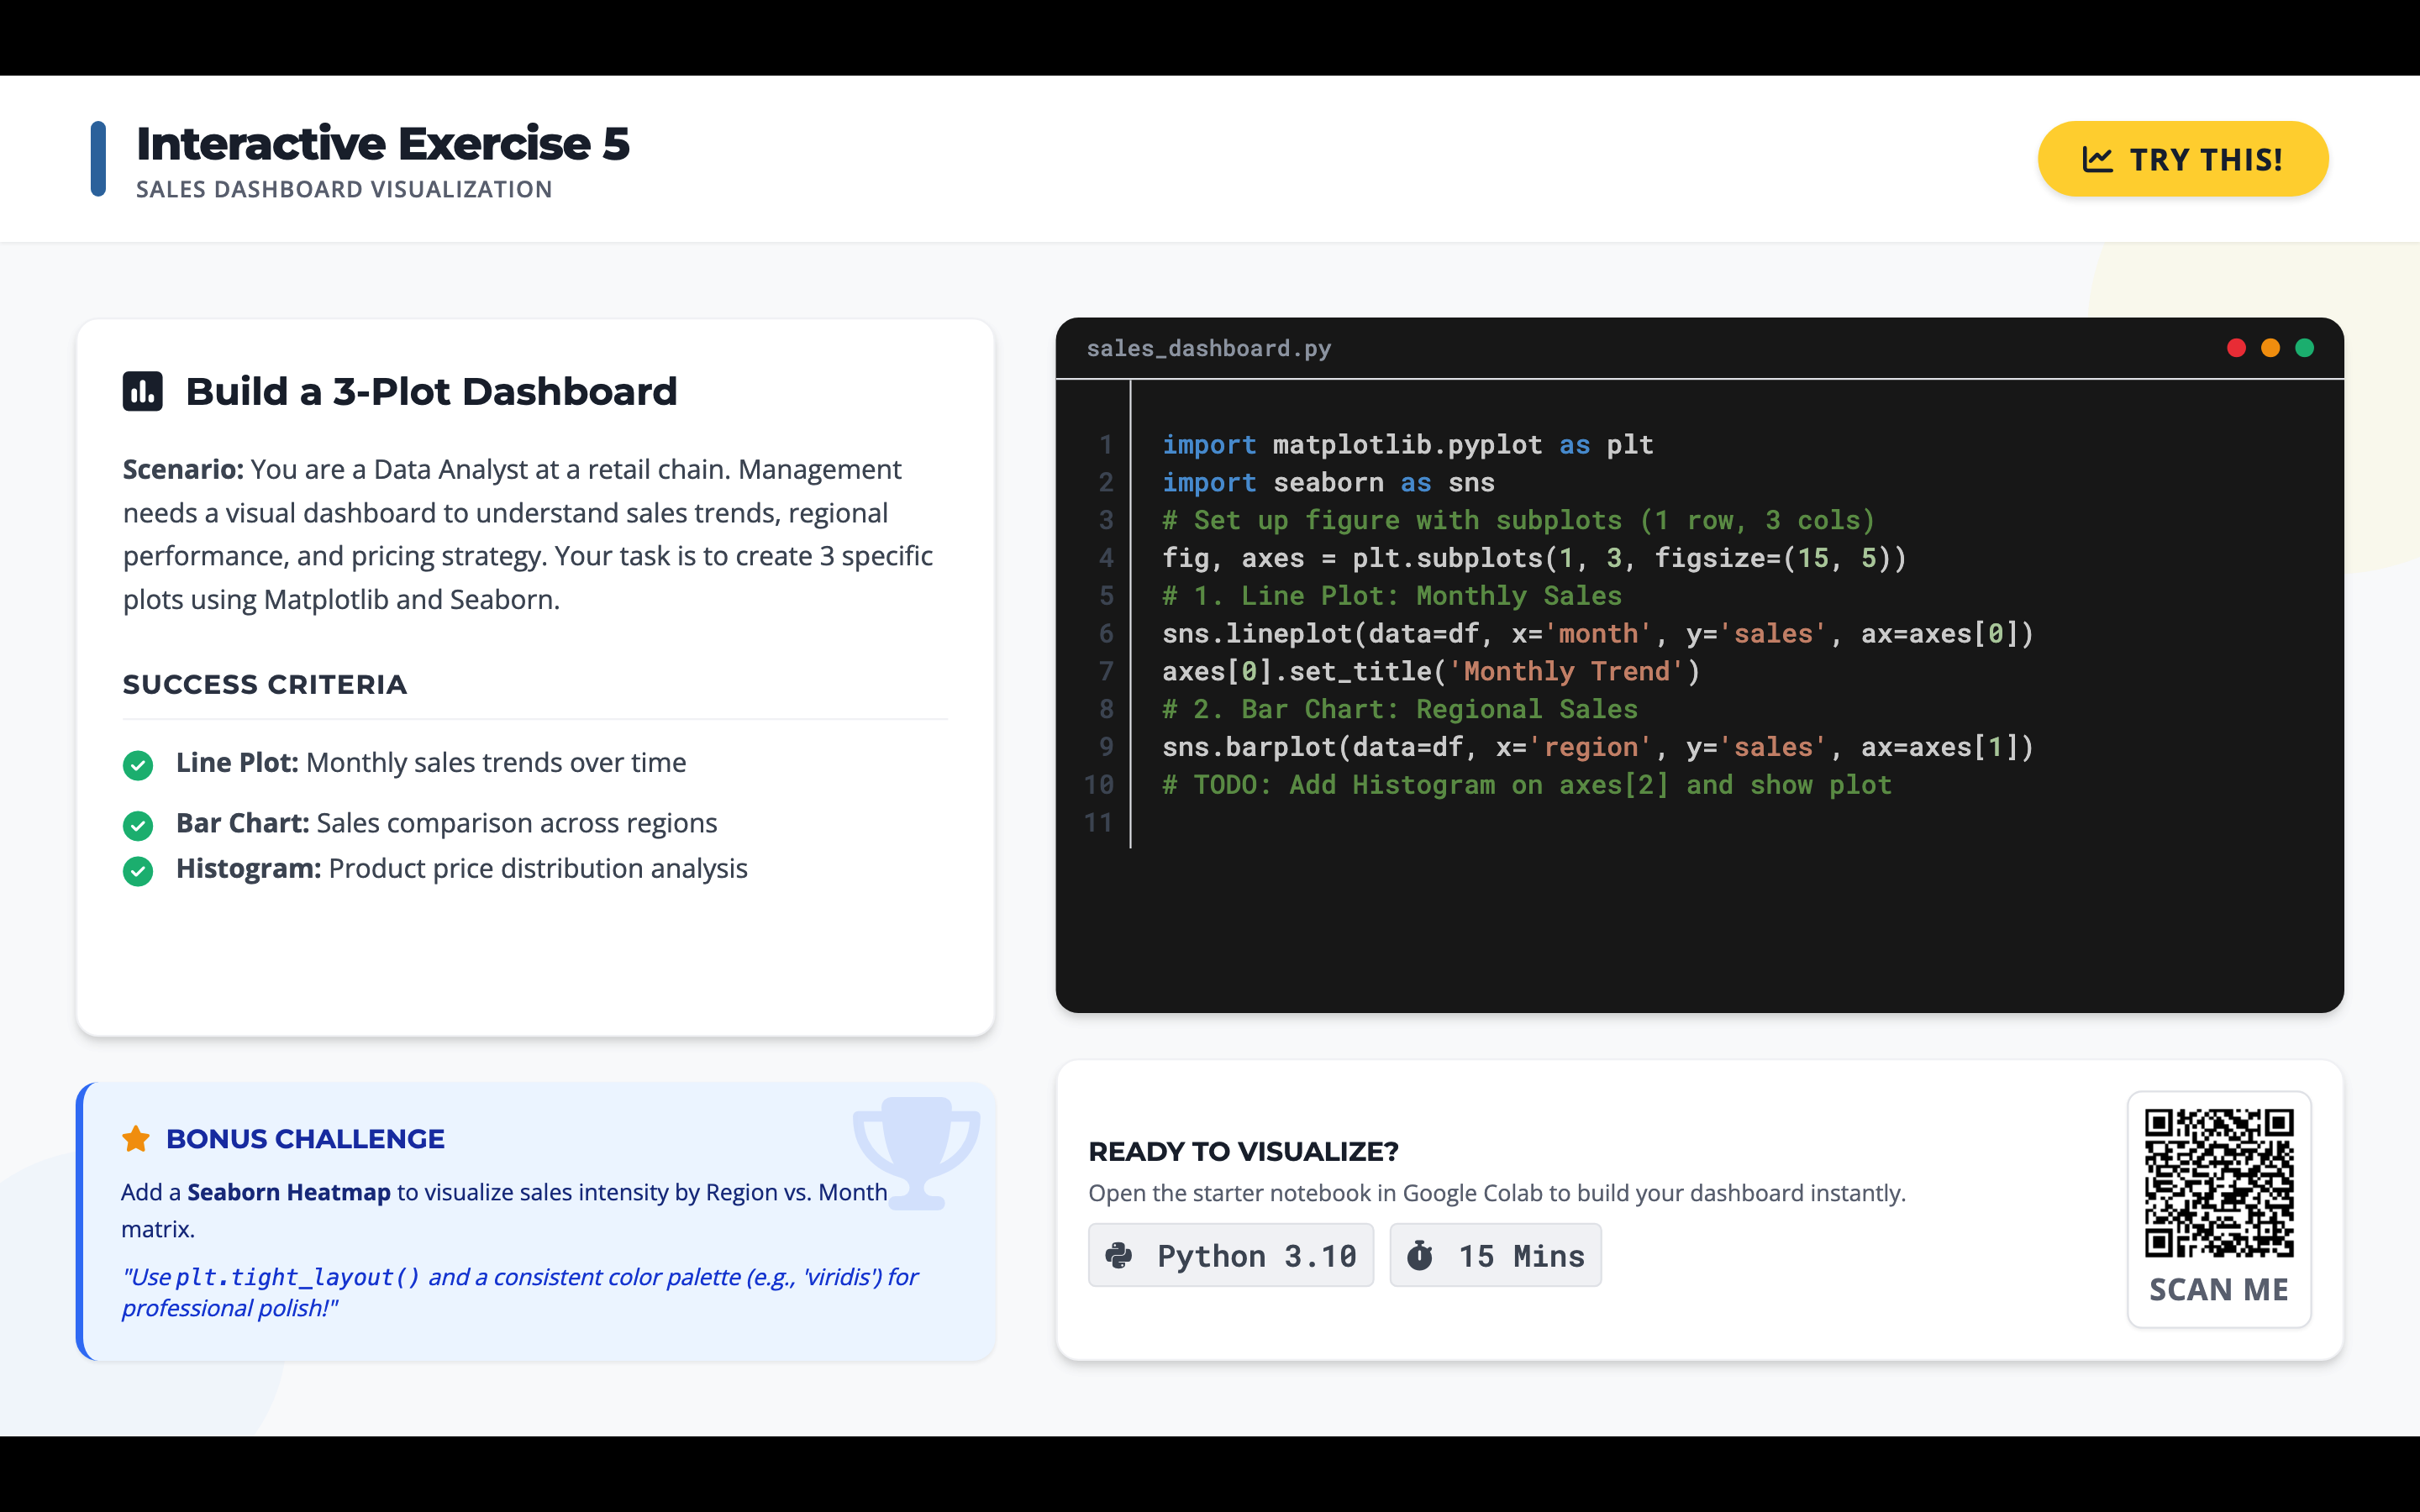 Interactive Exercise 5
SALES DASHBOARD VISUALIZATION
TRY THIS!
Build a 3-Plot Dashboard
Scenario: You are a Data Analyst at a retail chain. Management
needs a visual dashboard to understand sales trends, regional
performance, and pricing strategy. Your task is to create 3 specific
plots using Matplotlib and Seaborn.
SUCCESS CRITERIA
Line Plot: Monthly sales trends over time
Bar Chart: Sales comparison across regions
Histogram: Product price distribution analysis
BONUS CHALLENGE
Add a Seaborn Heatmap to visualize sales intensity by Region vs. Month
matrix.
"Use plt.tight_layout() and a consistent color palette (e.g., 'viridis') for
professional polish!"
sales_dashboard.py
1 import matplotlib.pyplot as plt
2 import seaborn as sns
3 # Set up figure with subplots (1 row, 3 cols)
4 fig, axes = plt.subplots(1, 3, figsize=(15, 5))
5 # 1. Line Plot: Monthly Sales
6 sns.lineplot(data=df, x='month', y='sales', ax=axes[0])
7 axes[0].set_title('Monthly Trend')
8 # 2. Bar Chart: Regional Sales
9 sns.barplot(data=df, x='region', y='sales', ax=axes[1])
10 # TODO: Add Histogram on axes[2] and show plot
11
READY TO VISUALIZE?
Open the starter notebook in Google Colab to build your dashboard instantly.
Python 3.10
15 Mins
SCAN ME